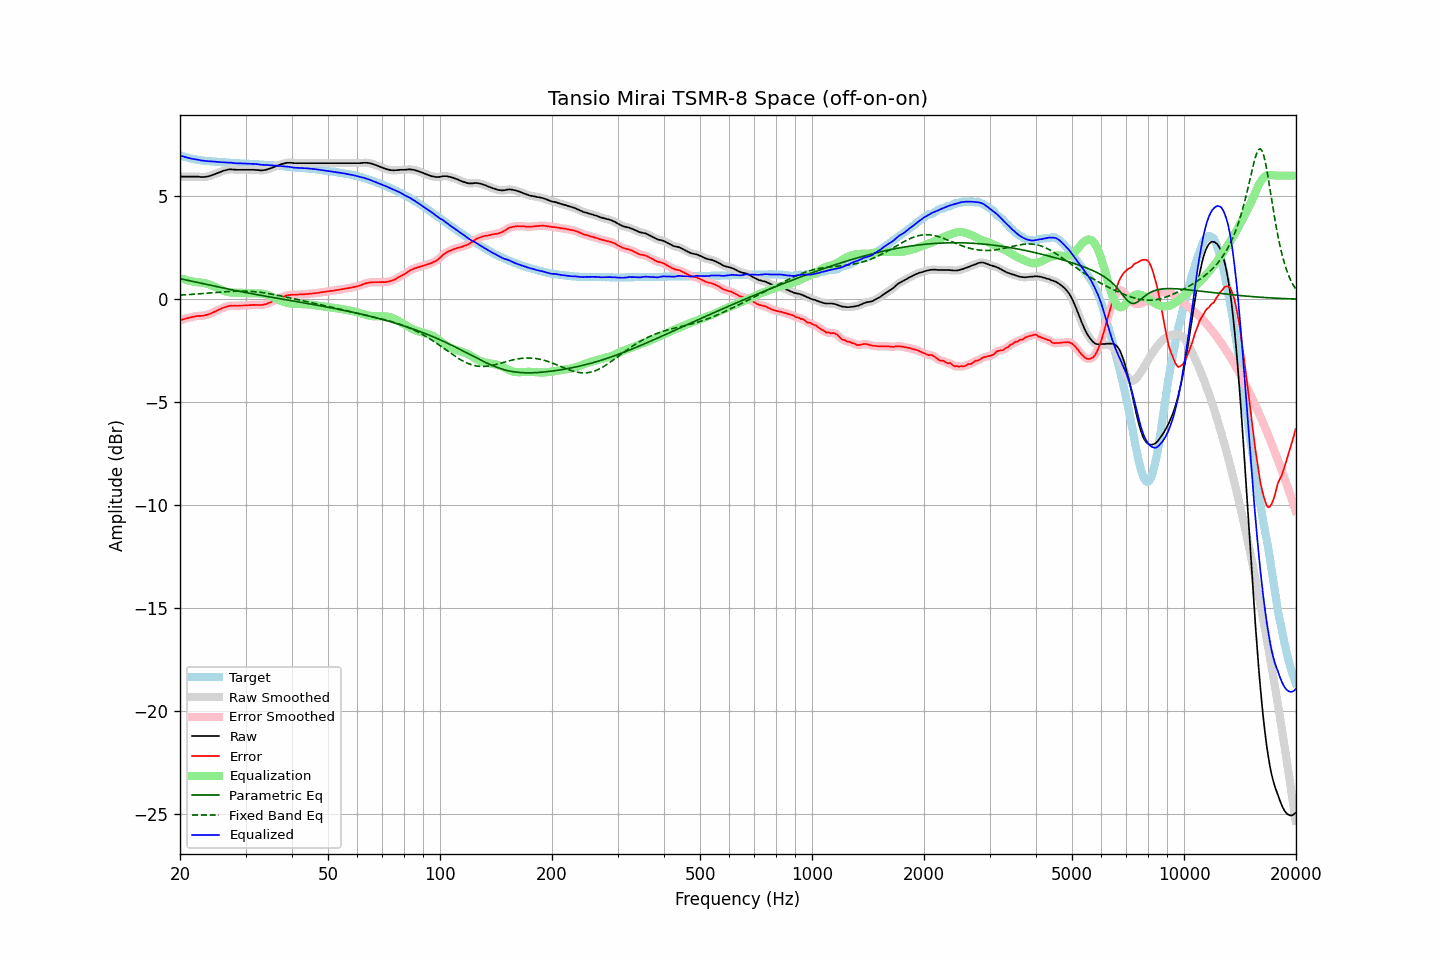 Tansio Mirai TSMR-8 Space (off-on-on)
Amplitude (dBr)
5
0
−5
−10
−15
−20
−25
Target
Raw Smoothed
Error Smoothed
Raw
Error
Equalization
Parametric Eq
Fixed Band Eq
Equalized
20 50 100 200 500 1000 2000 5000 10000 20000
Frequency (Hz)